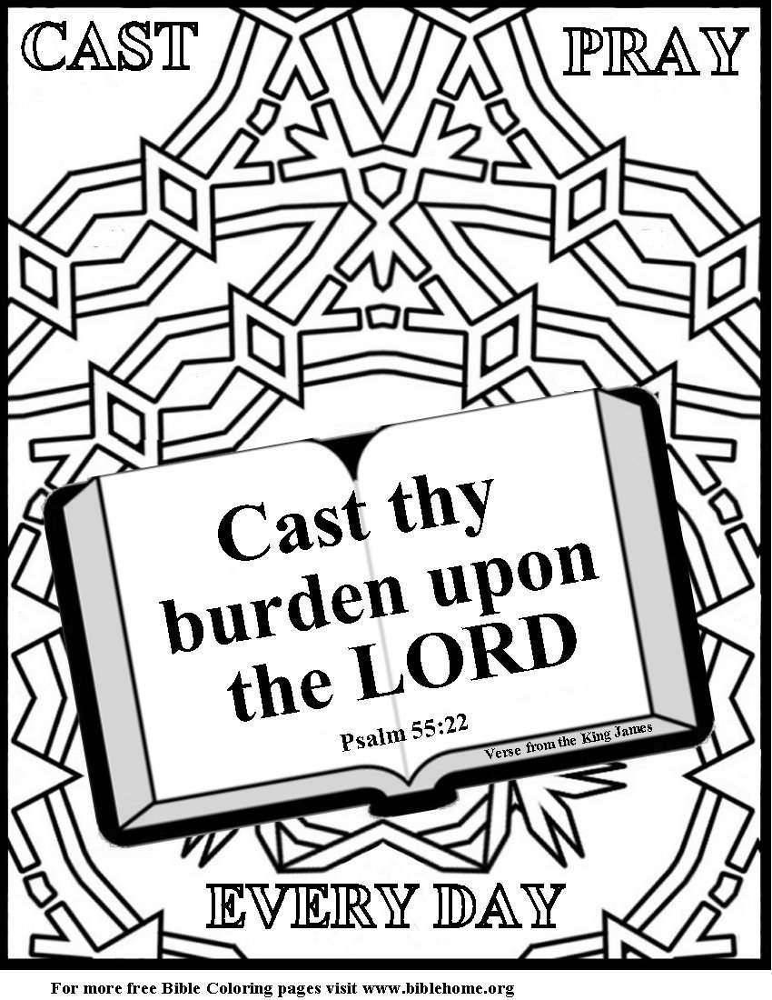 CAST
PRAY
Cast thy
burden upon
the LORD
Psalm 55:22
Verse from the King James
EVERY DAY
For more free Bible Coloring pages visit www.biblehome.org